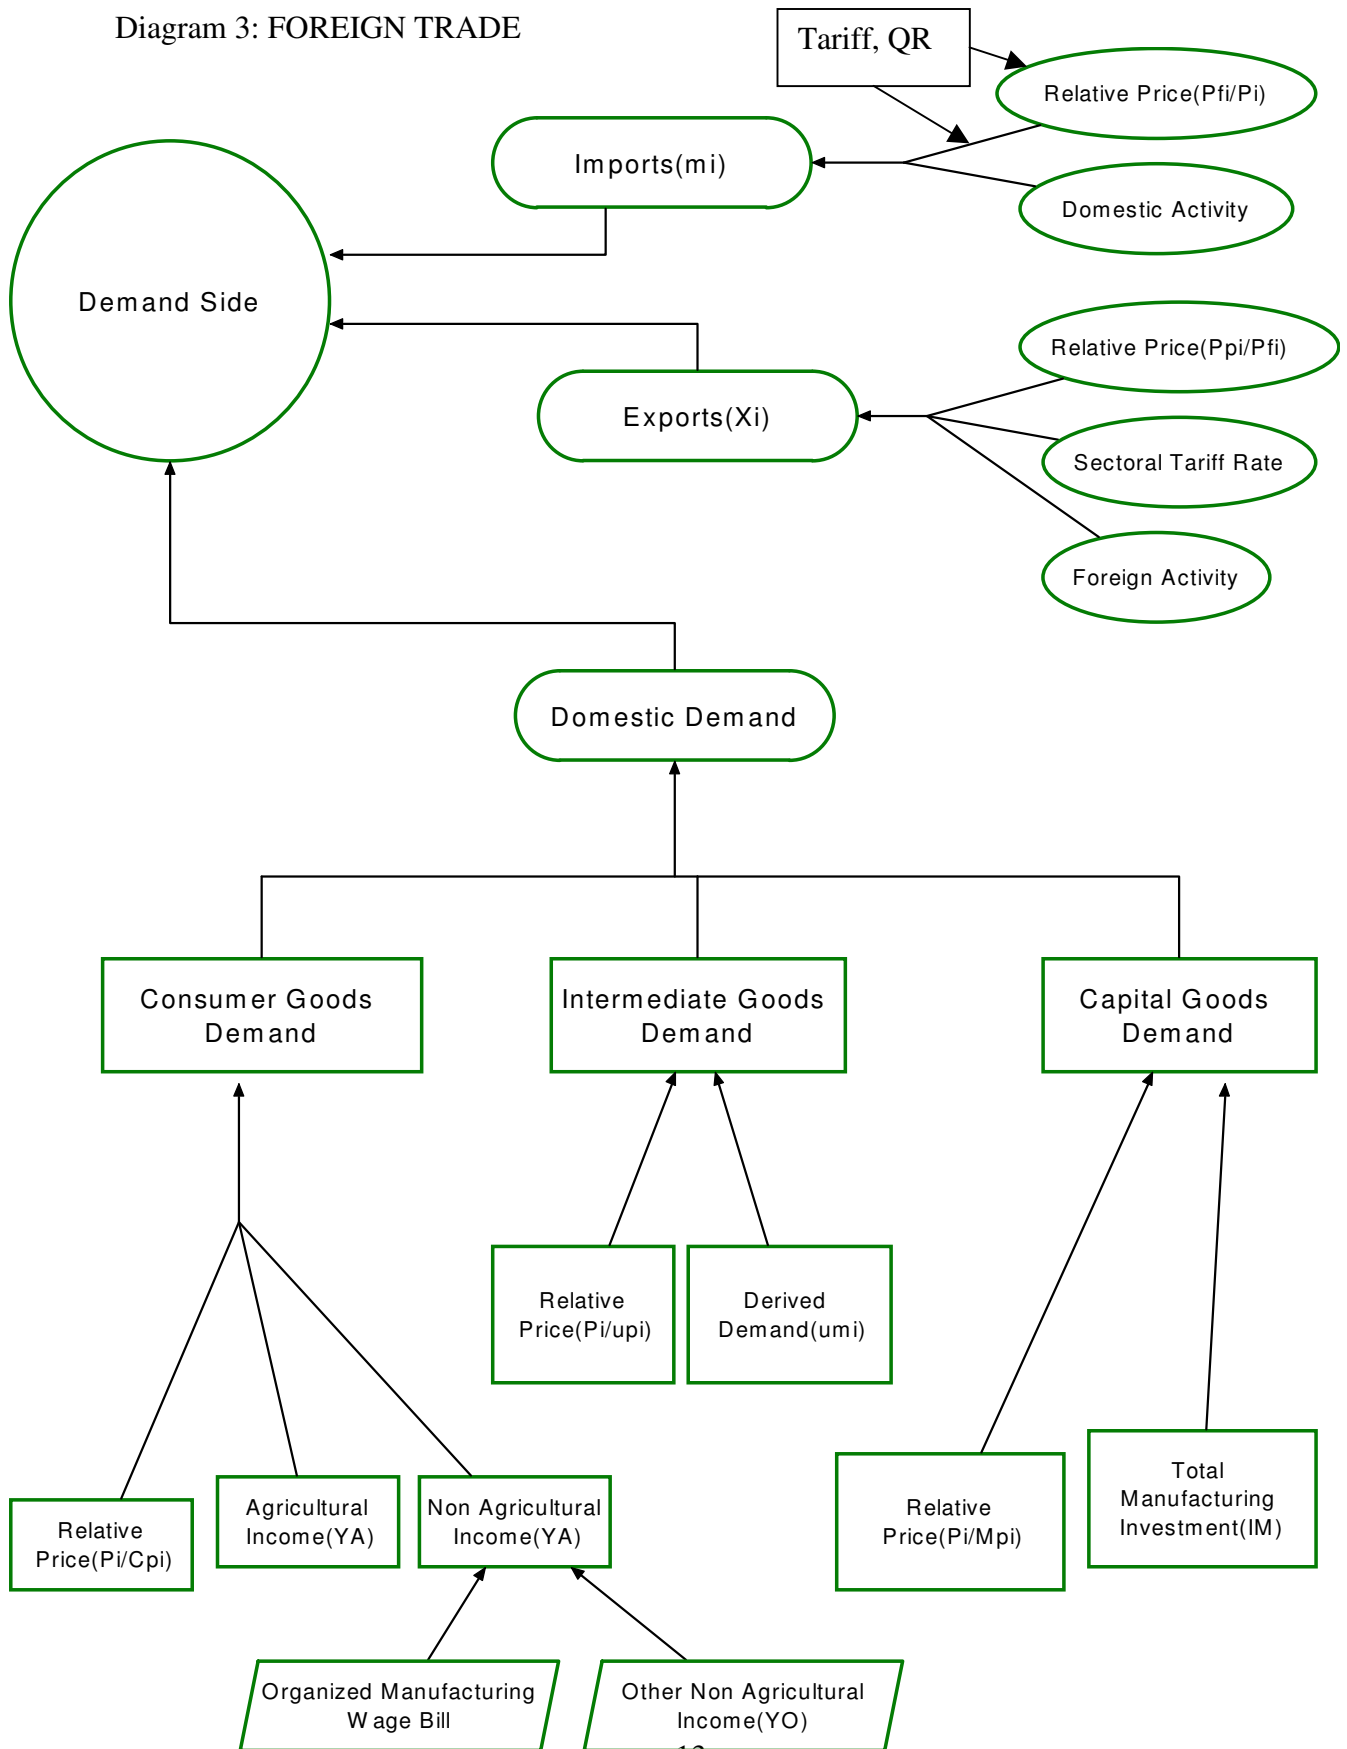 Diagram 3: FOREIGN TRADE
Tariff, QR
Relative Price(Pfi/Pi)
Imports(mi)
Domestic Activity
Demand Side
Relative Price(Ppi/Pfi)
Exports(Xi)
Sectoral Tariff Rate
Foreign Activity
Domestic Demand
Consumer Goods
Demand
Intermediate Goods
Demand
Capital Goods
Demand
Relative
Price(Pi/upi)
Derived
Demand(umi)
Relative
Price(Pi/Cpi)
Agricultural
Income(YA)
Non Agricultural
Income(YA)
Relative
Price(Pi/Mpi)
Total
Manufacturing
Investment(IM)
Organized Manufacturing
Wage Bill
Other Non Agricultural
Income(YO)